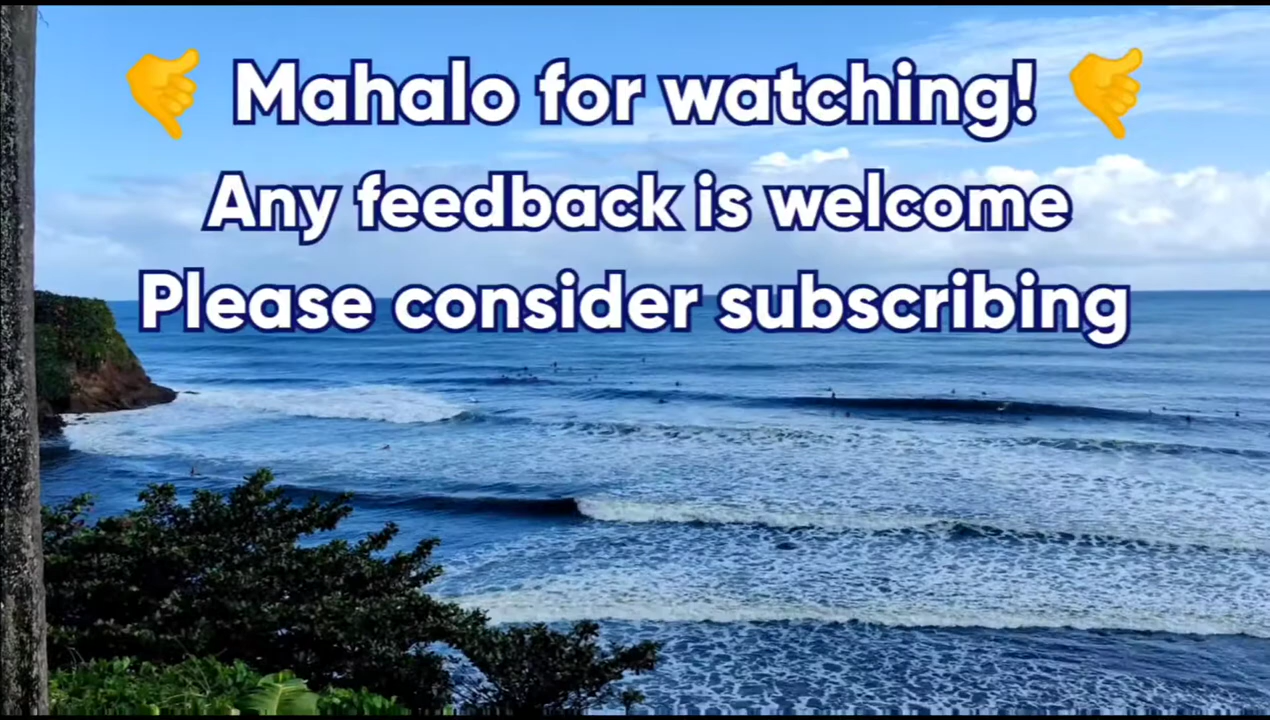 🤙 Mahalo for watching! 🤙
Any feedback is welcome
Please consider subscribing